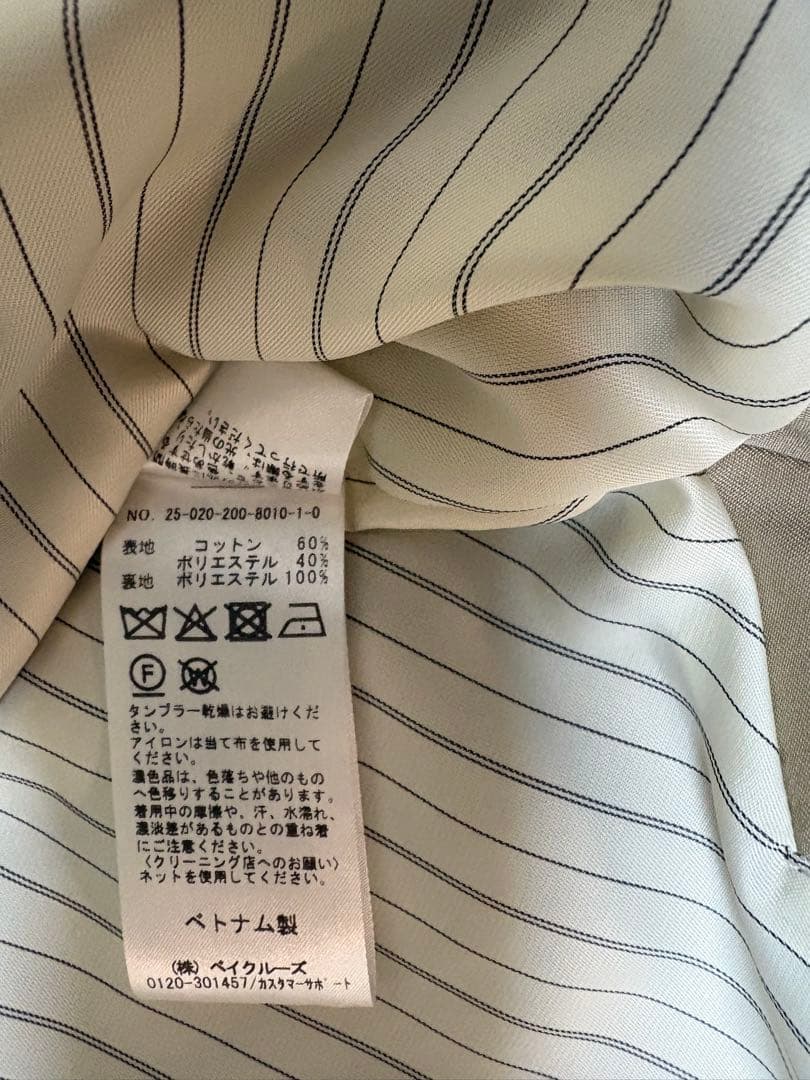 NO. 25-020-200-8010-1-0
表地 コットン 60%
ポリエステル 40%
裏地 ポリエステル 100%
F W
タンブラー乾燥はお避けくだ
さい。
アイロンは当て布を使用して
ください。
濃色品は、色落ちや他のもの
へ色移りすることがあります。
着用中の摩擦や、汗、水濡れ、
濃淡差があるものとの重ね着
にご注意ください。
〈クリーニング店へのお願い〉
ネットを使用してください。
ベトナム製
(株) ベイクルーズ
0120-301457/カスタマーサポート